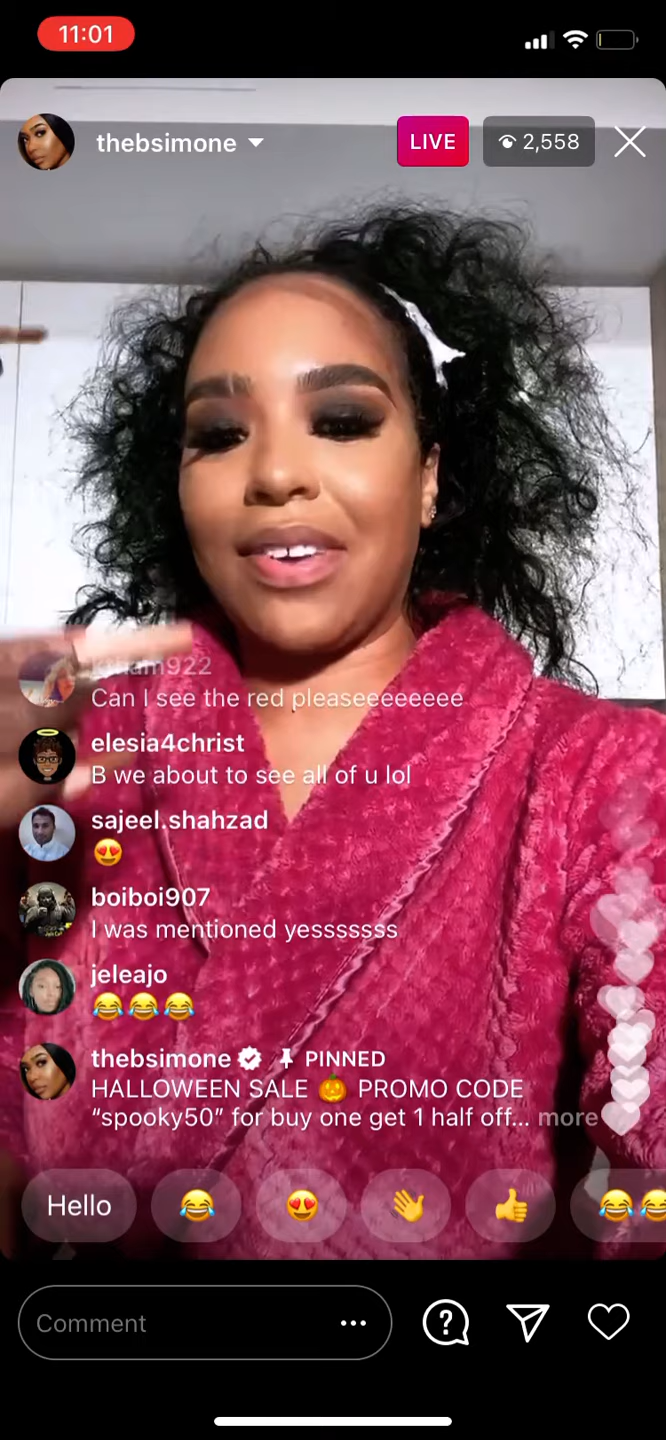 11:01
thebsimone
LIVE
2,558
Can I see the red pleaseeeeeeee
elesia4christ
B we about to see all of u lol
sajeel.shahzad
😍
boiboi907
I was mentioned yesssssss
jeleajo
😂😂😂
thebsimone PINNED
HALLOWEEN SALE 🎃 PROMO CODE
“spooky50” for buy one get 1 half off... more
Hello 😂 😍 👋 👍 😂😂
Comment